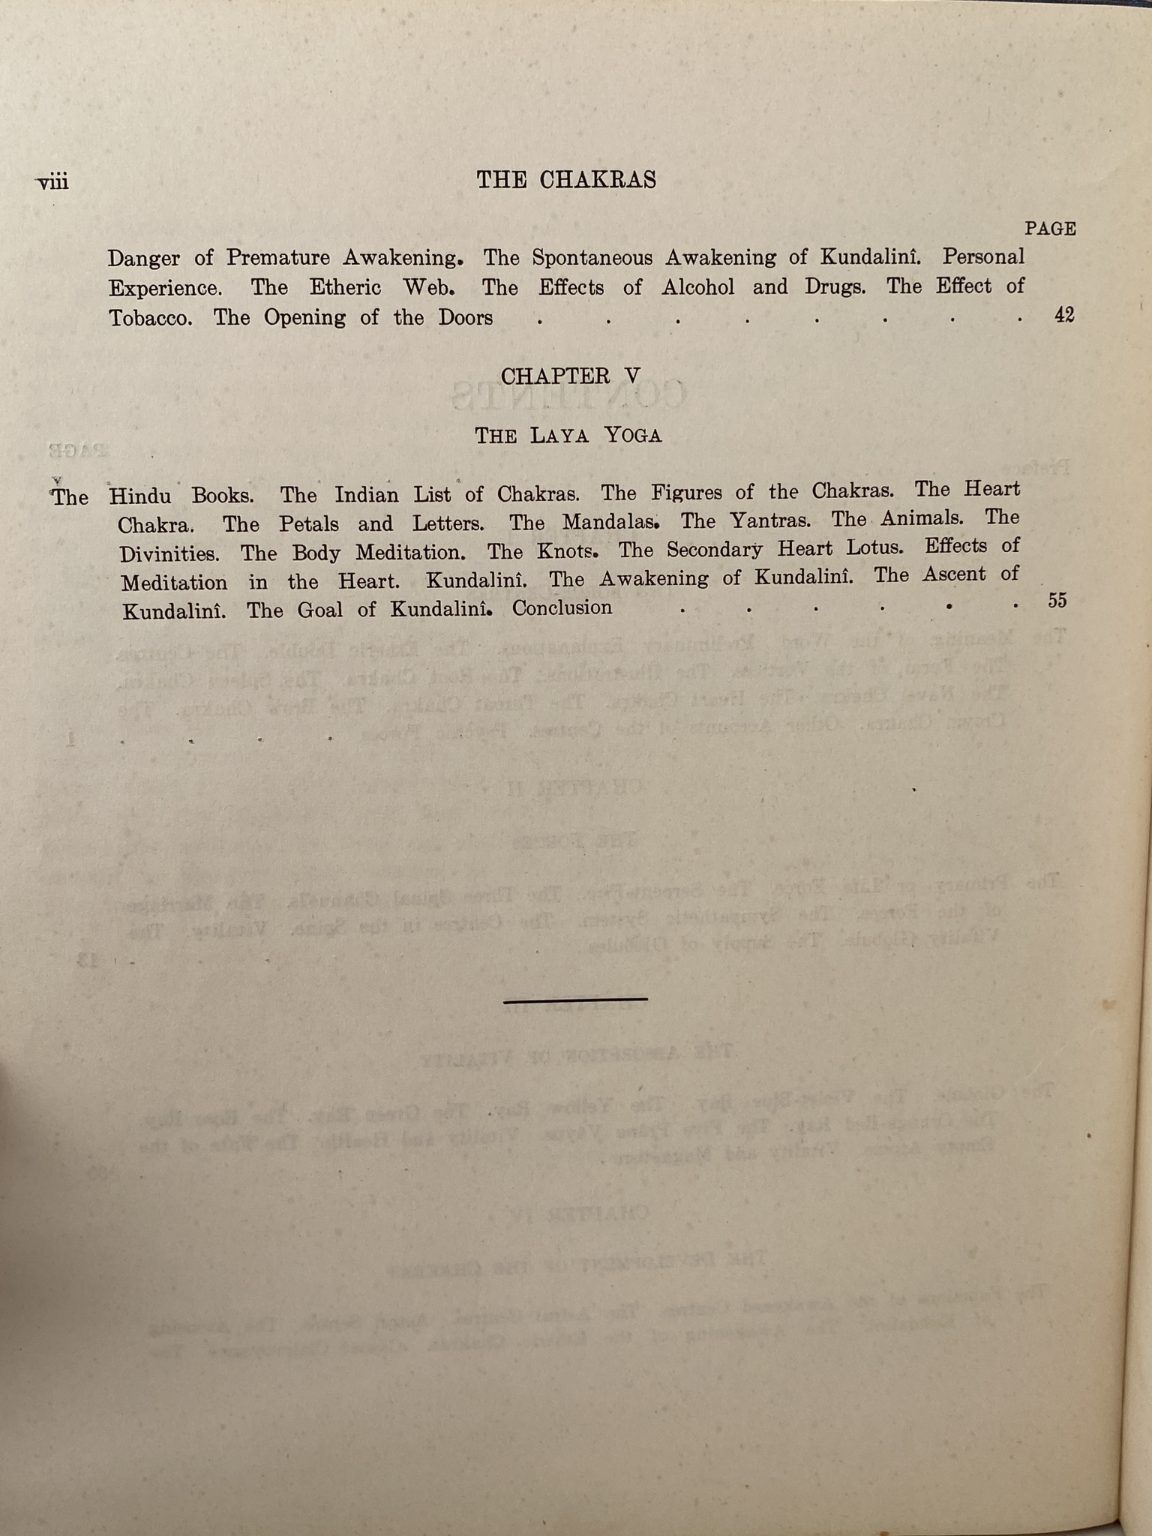 viii THE CHAKRAS
PAGE
Danger of Premature Awakening. The Spontaneous Awakening of Kundalinî. Personal
Experience. The Etheric Web. The Effects of Alcohol and Drugs. The Effect of
Tobacco. The Opening of the Doors . . . . . . . . 42
CHAPTER V
THE LAYA YOGA
The Hindu Books. The Indian List of Chakras. The Figures of the Chakras. The Heart
Chakra. The Petals and Letters. The Mandalas. The Yantras. The Animals. The
Divinities. The Body Meditation. The Knots. The Secondary Heart Lotus. Effects of
Meditation in the Heart. Kundalinî. The Awakening of Kundalinî. The Ascent of
Kundalinî. The Goal of Kundalinî. Conclusion . . . . . . 55